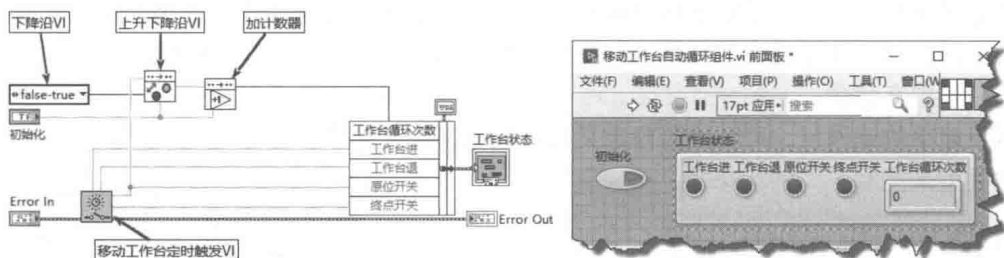 下降沿VI
上升下降沿VI
加计数器
false-true
初始化
TF
工作台循环次数
工作台进
工作台退
原位开关
终点开关
工作台状态
Error In
Error Out
移动工作台定时触发VI
移动工作台自动循环组件.vi 前面板 *
文件(F) 编辑(E) 查看(V) 项目(P) 操作(O) 工具(T) 窗口(W
17pt 应用 搜索
工作台状态
初始化
工作台进 工作台退 原位开关 终点开关 工作台循环次数
0